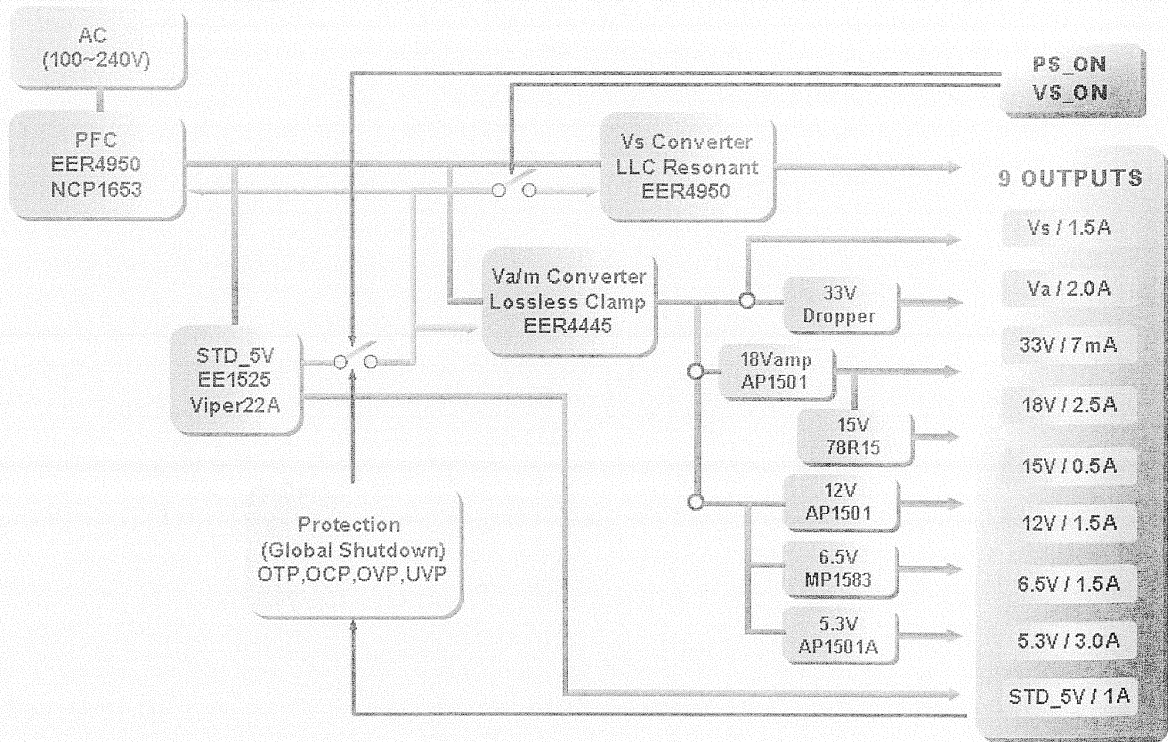 AC
(100~240V)
PFC
EER4950
NCP1653
PS_ON
VS_ON
Vs Converter
LLC Resonant
EER4950
Va/m Converter
Lossless Clamp
EER4445
STD_5V
EE1525
Viper22A
33V
Dropper
18Vamp
AP1501
15V
78R15
12V
AP1501
6.5V
MP1583
5.3V
AP1501A
Protection
(Global Shutdown)
OTP,OCP,OVP,UVP
9 OUTPUTS
Vs / 1.5A
Va / 2.0A
33V / 7mA
18V / 2.5A
15V / 0.5A
12V / 1.5A
6.5V / 1.5A
5.3V / 3.0A
STD_5V / 1A